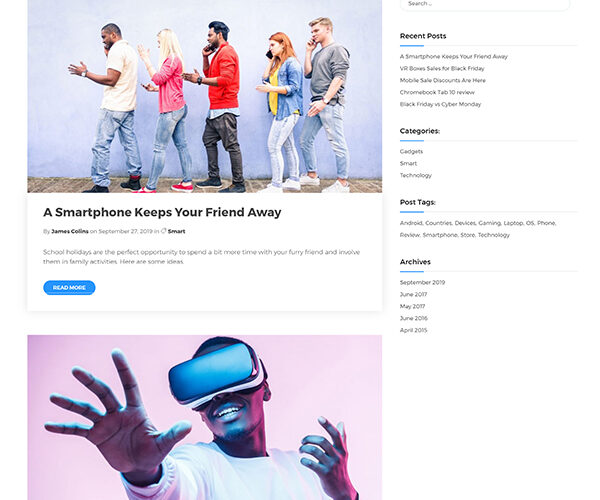 A Smartphone Keeps Your Friend Away
By James Golins on September 27, 2019 in Smart
School holidays are the perfect opportunity to spend a bit more time with your furry friend and involve
them in family activities. Here are some ideas.
READ MORE
Search ...
Recent Posts
A Smartphone Keeps Your Friend Away
VR Boxes Sales for Black Friday
Mobile Sale Discounts Are Here
Chromebook Tab 10 review
Black Friday vs Cyber Monday
Categories:
Gadgets
Smart
Technology
Post Tags:
Android, Countries, Devices, Gaming, Laptop, OS, Phone,
Review, Smartphone, Store, Technology
Archives
September 2019
June 2017
May 2017
June 2016
April 2015